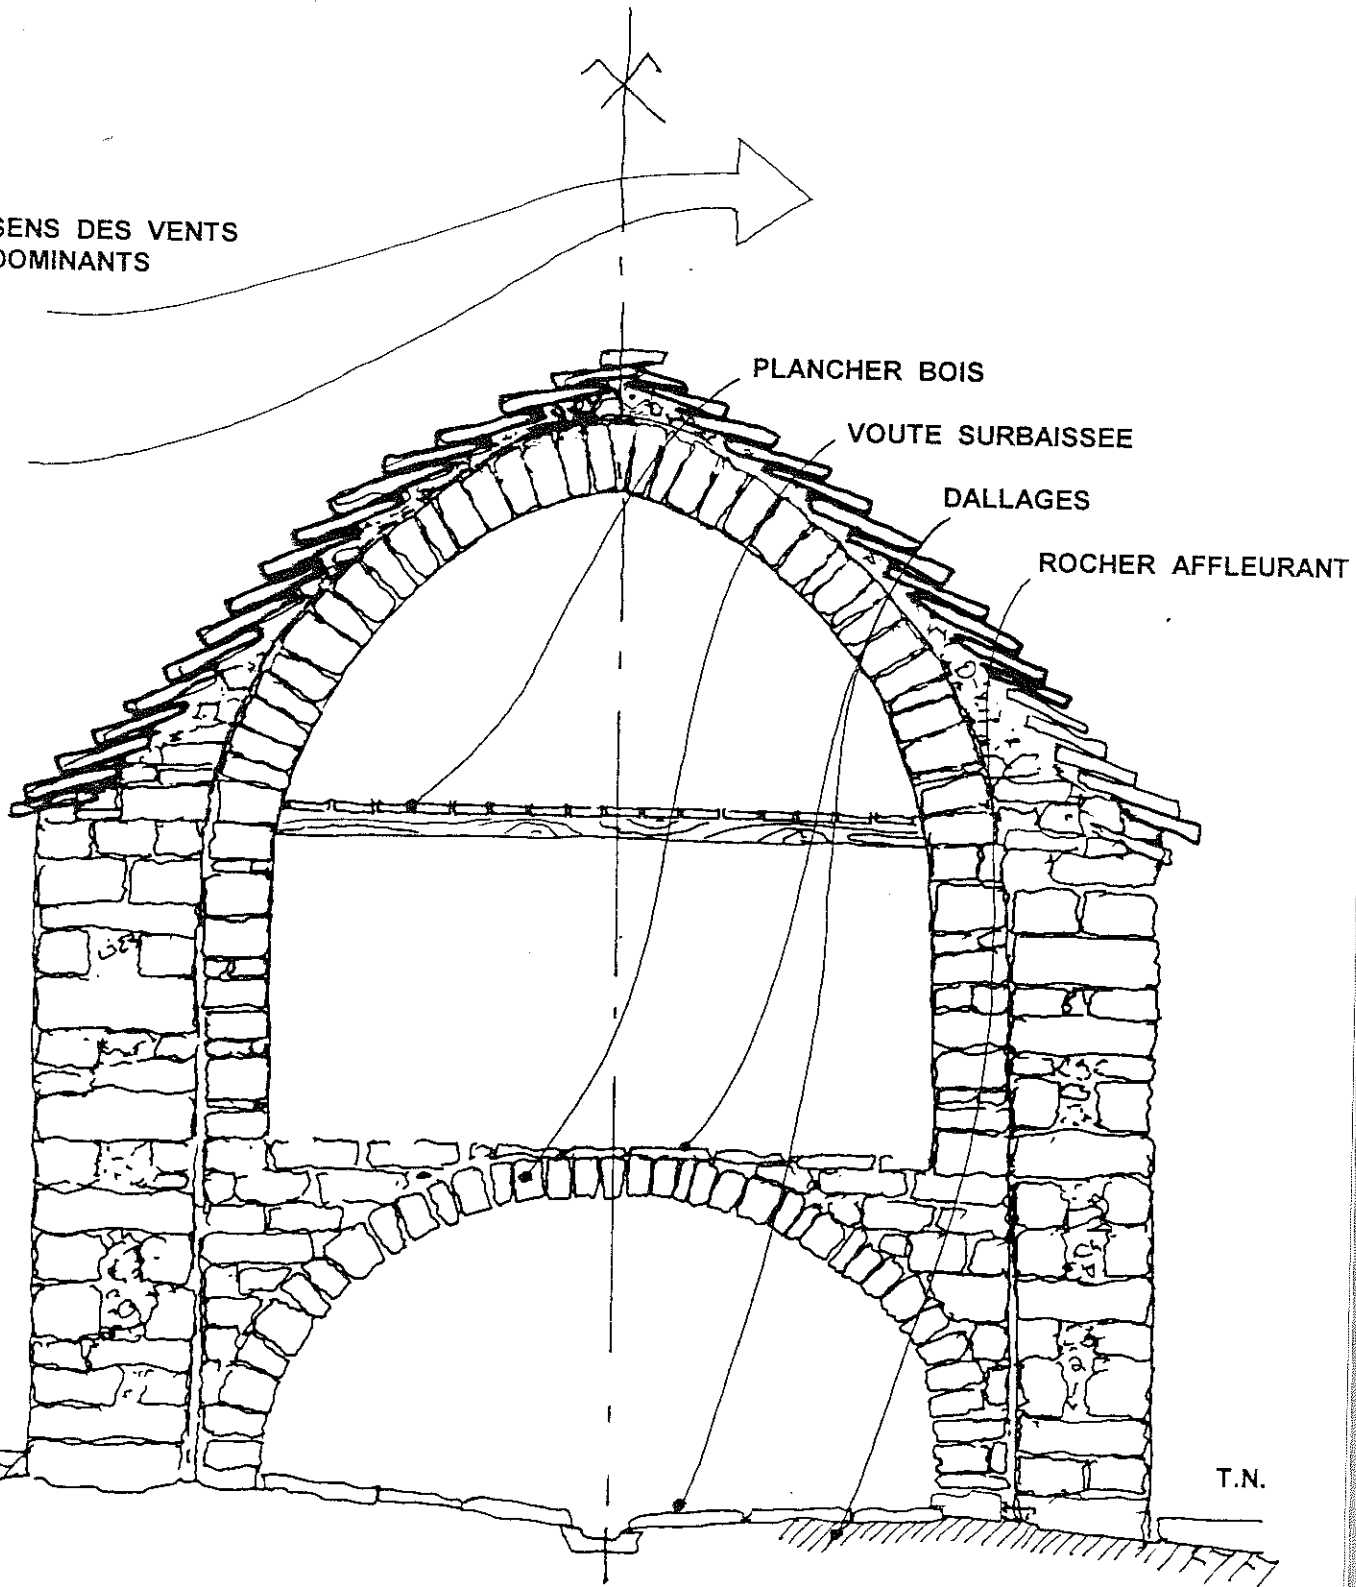 SENS DES VENTS
DOMINANTS
PLANCHER BOIS
VOUTE SURBAISSEE
DALLAGES
ROCHER AFFLEURANT
T.N.